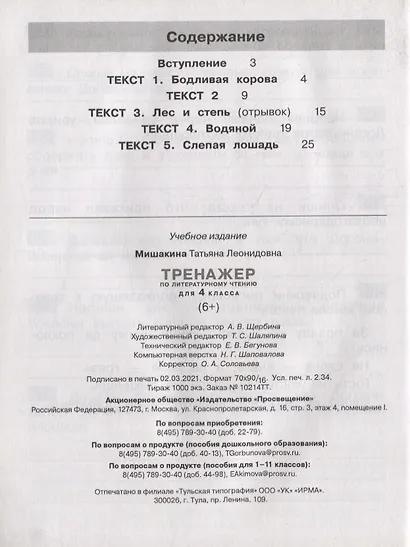 Содержание
Вступление 3
ТЕКСТ 1. Бодливая корова 4
ТЕКСТ 2 9
ТЕКСТ 3. Лес и степь (отрывок) 15
ТЕКСТ 4. Водяной 19
ТЕКСТ 5. Слепая лошадь 25
Учебное издание
Мишакина Татьяна Леонидовна
ТРЕНАЖЕР
ПО ЛИТЕРАТУРНОМУ ЧТЕНИЮ
ДЛЯ 4 КЛАССА
(6+)
Литературный редактор А. В. Щербина
Художественный редактор Т. С. Шаляпина
Технический редактор Е. В. Бегунова
Компьютерная верстка Н. Г. Шаповалова
Корректор О. А. Соловьева
Подписано в печать 02.03.2021. Формат 70х90/16. Усл. печ. л. 2.34.
Тираж 1000 экз. Заказ № 10214ТТ.
Акционерное общество «Издательство «Просвещение»
Российская Федерация, 127473, г. Москва, ул. Краснопролетарская, д. 16, стр. 3, этаж 4, помещение I.
По вопросам приобретения:
8(495) 789-30-40 (доб. 22-79).
По вопросам о продукте (пособия дошкольного образования):
8(495) 789-30-40 (доб. 40-13), TGorbunova@prosv.ru.
По вопросам о продукте (пособия для 1–11 классов):
8(495) 789-30-40 (доб. 44-98), EAkimova@prosv.ru.
Отпечатано в филиале «Тульская типография» ООО «УК» «ИРМА».
300026, г. Тула, пр. Ленина, 109.